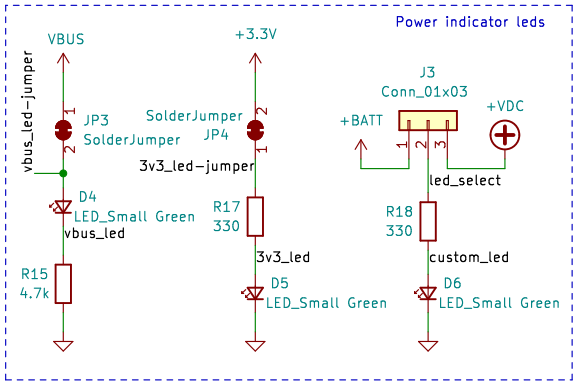 Power indicator leds
VBUS
+3.3V
J3
Conn_01x03
+VDC
+BATT
vbus_led-jumper
1
JP3
SolderJumper
2
SolderJumper
JP4
2
1
3v3_led-jumper
1
2
3
led_select
D4
LED_Small Green
vbus_led
R17
330
R18
330
3v3_led
custom_led
R15
4.7k
D5
LED_Small Green
D6
LED_Small Green